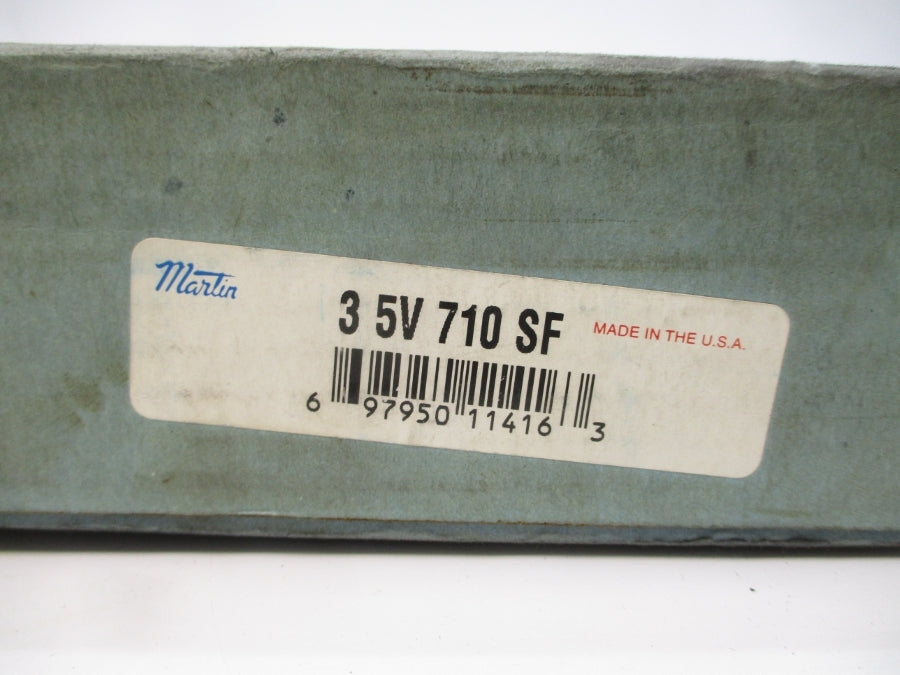 Martin
3 5V 710 SF
MADE IN THE U.S.A.
6 97950 11416 3